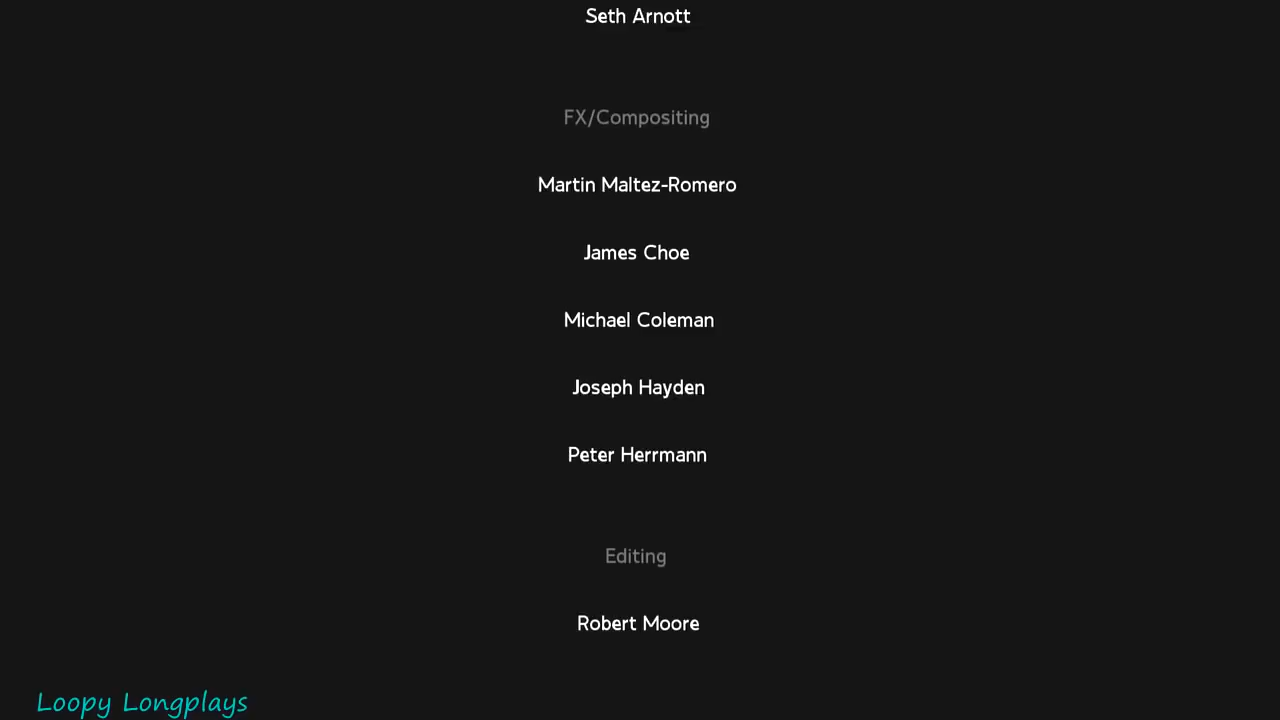 Seth Arnott
FX/Compositing
Martin Maltez-Romero
James Choe
Michael Coleman
Joseph Hayden
Peter Herrmann
Editing
Robert Moore
Loopy Longplays